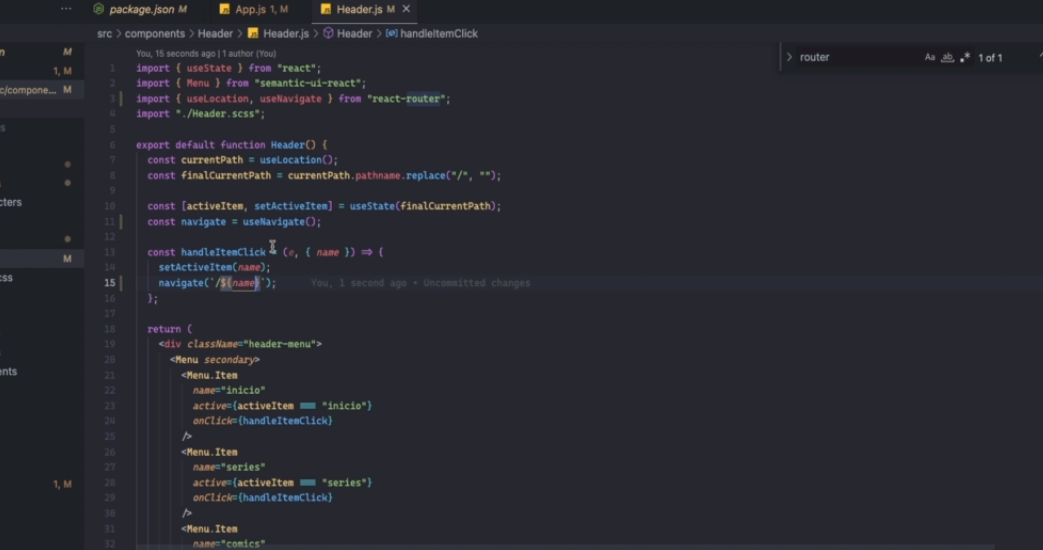 ... package.json M App.js 1, M Header.js M ×
src > components > Header > Header.js > Header > handleItemClick
n M
1, M
c/compone... M
s
cters
M
css
s
ents
1, M
> router Aa ab .* 1 of 1
You, 15 seconds ago | 1 author (You)
1 import { useState } from "react";
2 import { Menu } from "semantic-ui-react";
3 import { useLocation, useNavigate } from "react-router";
4 import "./Header.scss";
5
6 export default function Header() {
7 const currentPath = useLocation();
8 const finalCurrentPath = currentPath.pathname.replace("/", "");
9
10 const [activeItem, setActiveItem] = useState(finalCurrentPath);
11 const navigate = useNavigate();
12
13 const handleItemClick = (e, { name }) => {
14 setActiveItem(name);
15 navigate(`/${name}`); You, 1 second ago • Uncommitted changes
16 };
17
18 return (
19 <div className="header-menu">
20 <Menu secondary>
21 <Menu.Item
22 name="inicio"
23 active={activeItem === "inicio"}
24 onClick={handleItemClick}
25 />
26 <Menu.Item
27 name="series"
28 active={activeItem === "series"}
29 onClick={handleItemClick}
30 />
31 <Menu.Item
32 name="comics"